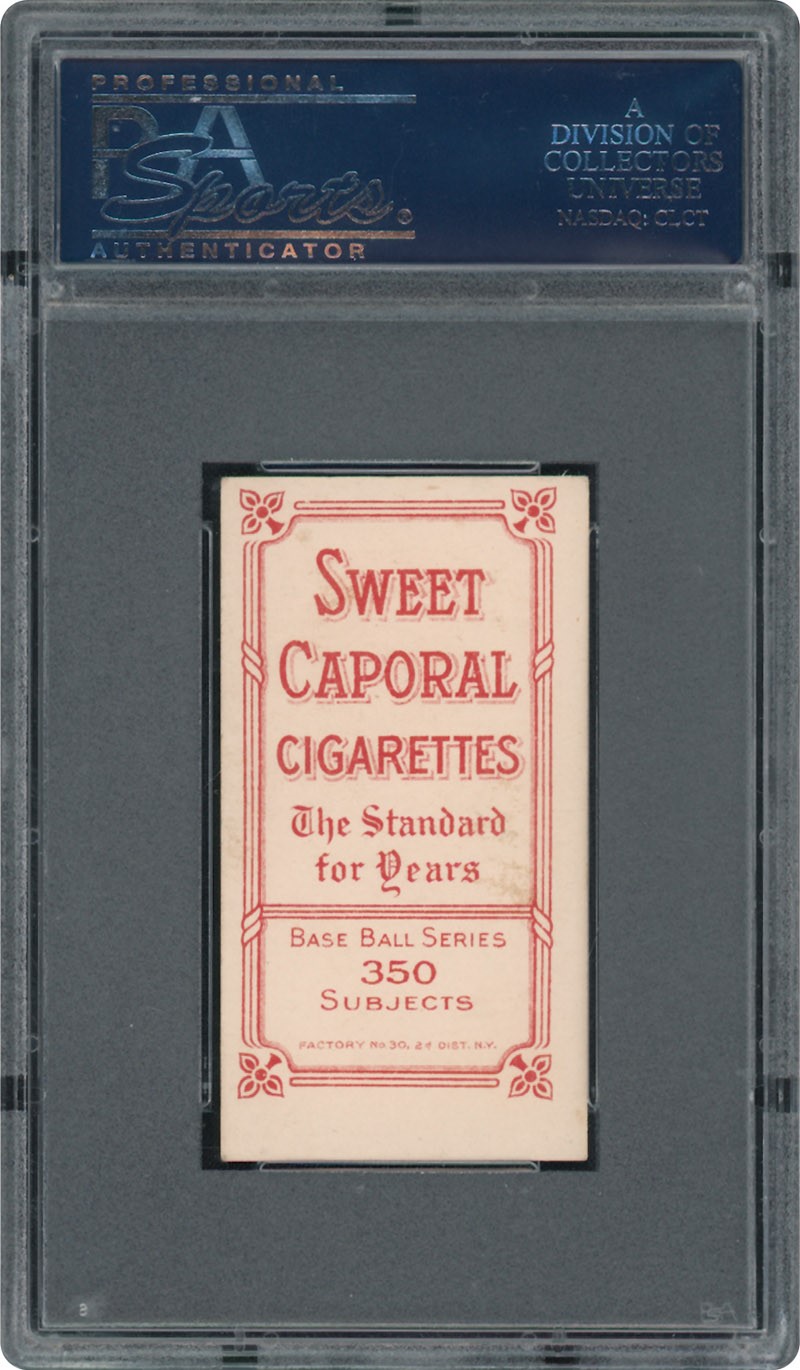 PROFESSIONAL
PSA
Sports®
AUTHENTICATOR
A
DIVISION OF
COLLECTORS
UNIVERSE
NASDAQ: CLCT
SWEET
CAPORAL
CIGARETTES
The Standard
for Years
BASE BALL SERIES
350
SUBJECTS
FACTORY No. 30, 2d DIST. N.Y.
PSA